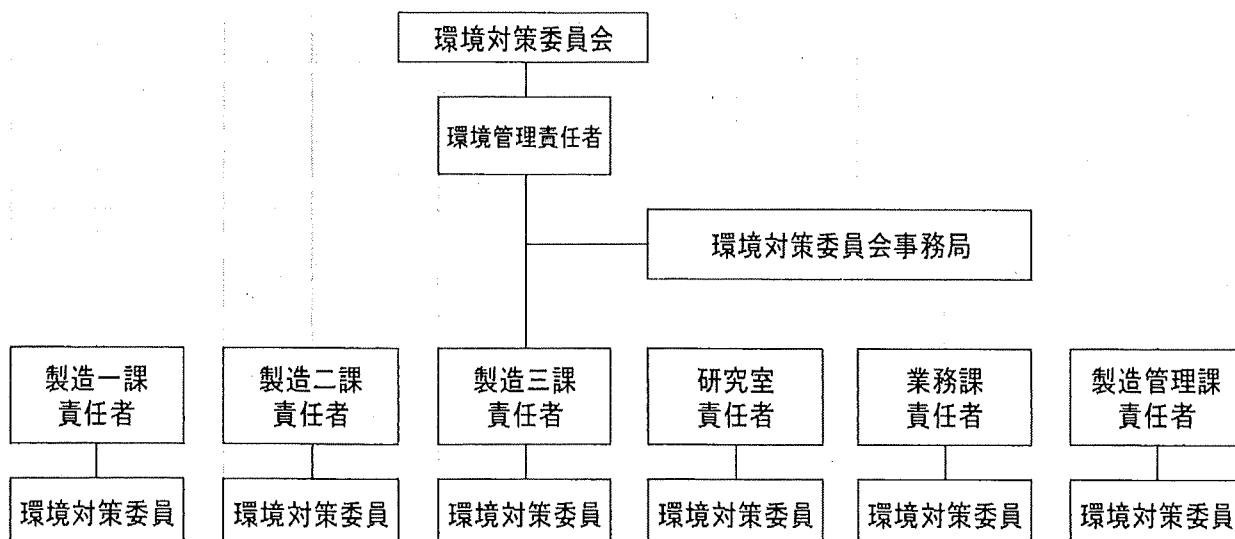 環境対策委員会
環境管理責任者
環境対策委員会事務局
製造一課
責任者
製造二課
責任者
製造三課
責任者
研究室
責任者
業務課
責任者
製造管理課
責任者
環境対策委員
環境対策委員
環境対策委員
環境対策委員
環境対策委員
環境対策委員